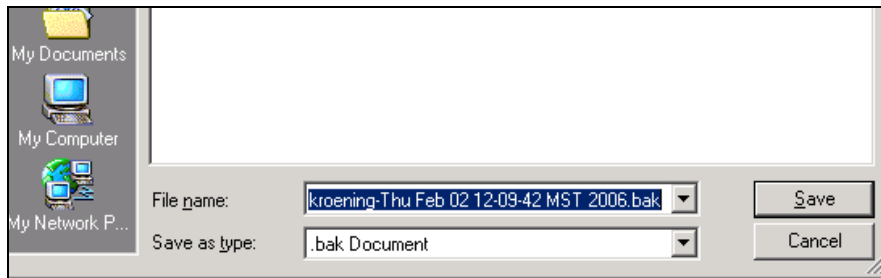 My Documents
My Computer
My Network P...
File name:
kroening-Thu Feb 02 12-09-42 MST 2006.bak
Save
Save as type:
.bak Document
Cancel